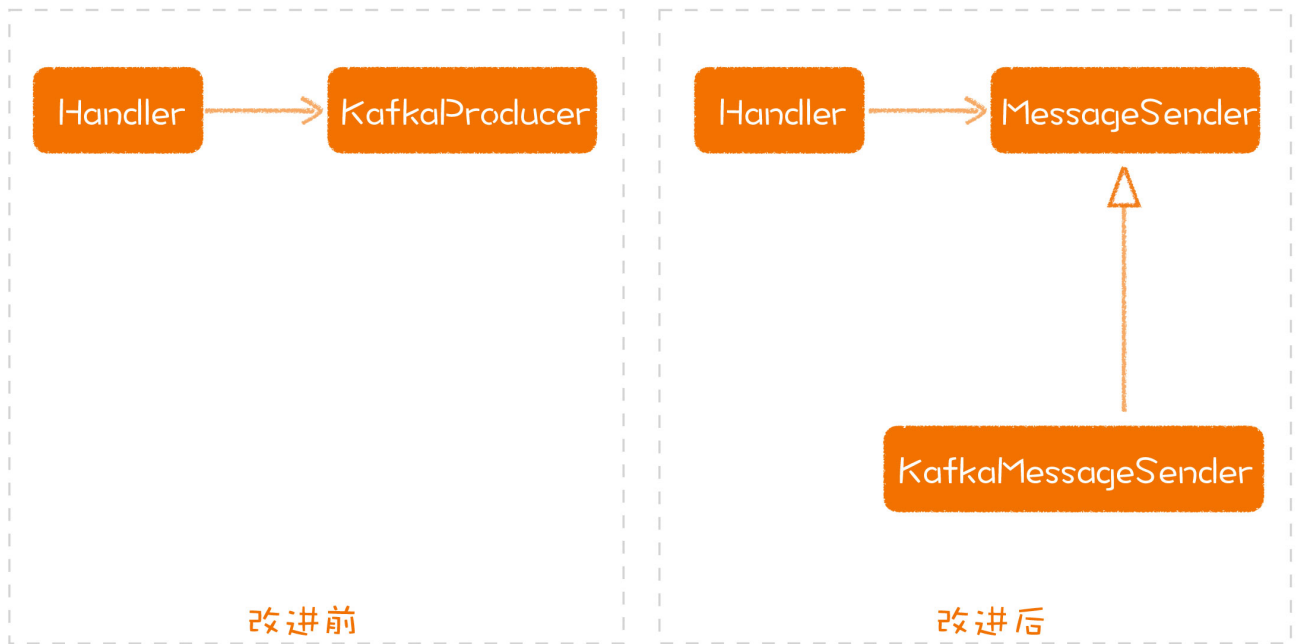 Handler
KafkaProducer
改进前
Handler
MessageSender
KafkaMessageSender
改进后